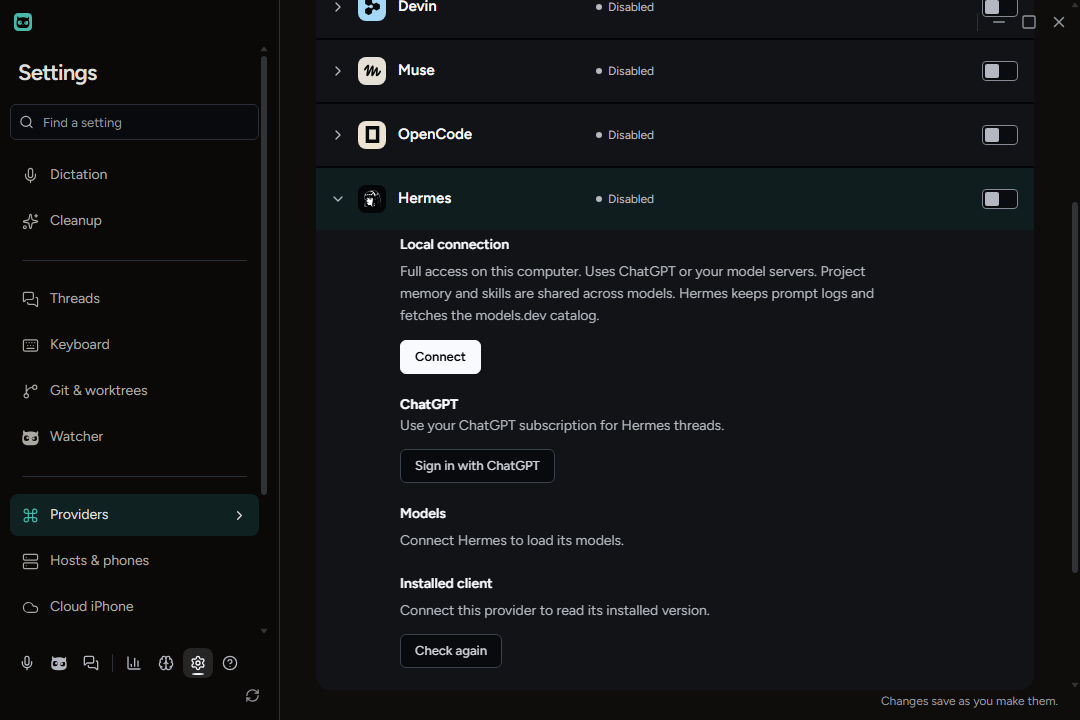 Settings
Find a setting
Dictation
Cleanup
Threads
Keyboard
Git & worktrees
Watcher
Providers
Hosts & phones
Cloud iPhone
Devin
Disabled
Muse
Disabled
OpenCode
Disabled
Hermes
Disabled
Local connection
Full access on this computer. Uses ChatGPT or your model servers. Project
memory and skills are shared across models. Hermes keeps prompt logs and
fetches the models.dev catalog.
Connect
ChatGPT
Use your ChatGPT subscription for Hermes threads.
Sign in with ChatGPT
Models
Connect Hermes to load its models.
Installed client
Connect this provider to read its installed version.
Check again
Changes save as you make them.